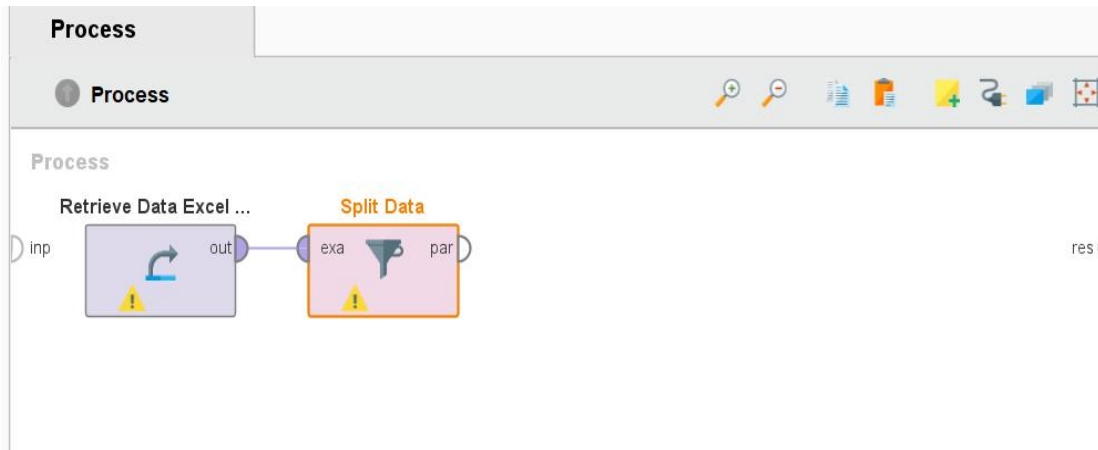 Process
Process
Process
Retrieve Data Excel ...
Split Data
inp
out
exa
par
res